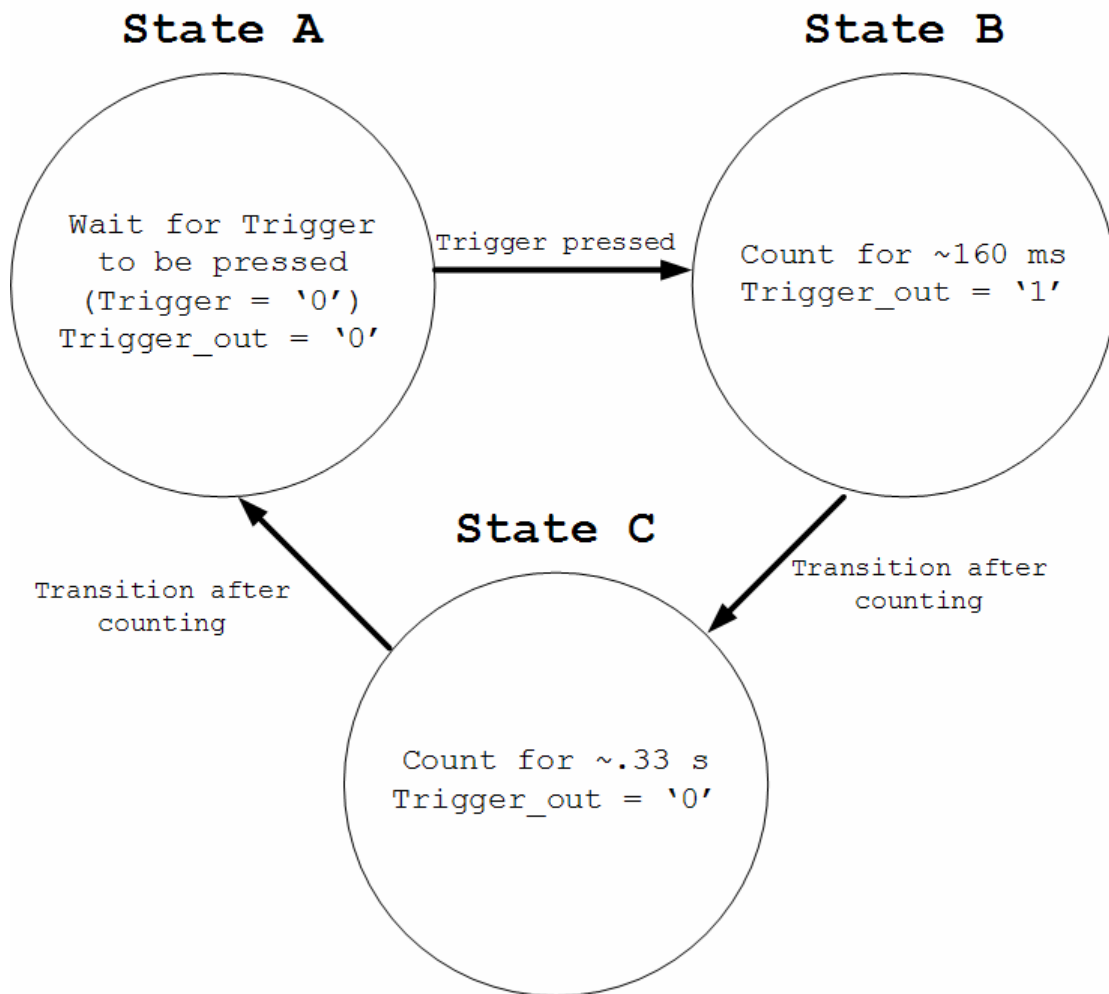 State A
State B
Wait for Trigger
to be pressed
(Trigger = ‘0’)
Trigger_out = ‘0’
Trigger pressed
Count for ~160 ms
Trigger_out = ‘1’
State C
Transition after
counting
Transition after
counting
Count for ~.33 s
Trigger_out = ‘0’